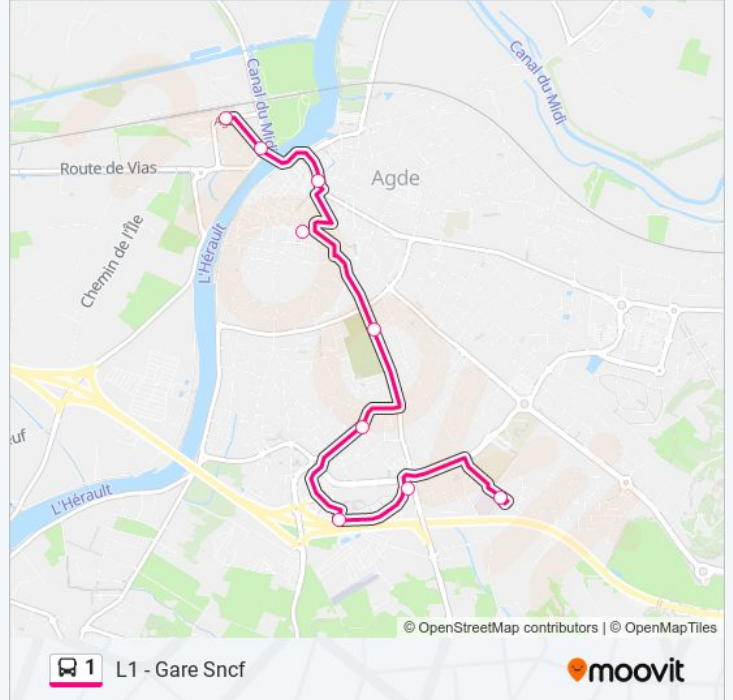 Canal du Midi
Canal du Midi
Route de Vias
Agde
Chemin de l'Île
L'Hérault
L'Hérault
© OpenStreetMap contributors | © OpenMapTiles
1 L1 - Gare Sncf
moovit